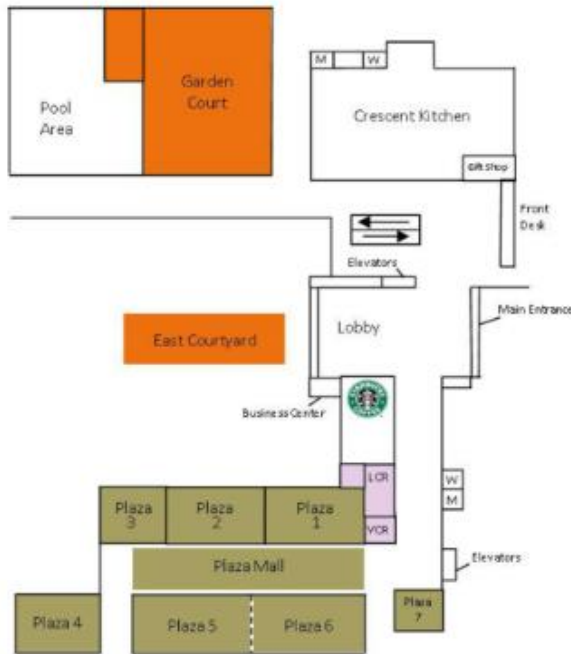 M
W
Garden
Court
Pool
Area
Crescent Kitchen
Gift Shop
Front
Desk
Elevators
Main Entrance
Lobby
East Courtyard
Business Center
LCR
W
M
Plaza
3
Plaza
2
Plaza
1
VCR
Elevators
Plaza Mall
Plaza
7
Plaza 4
Plaza 5
Plaza 6